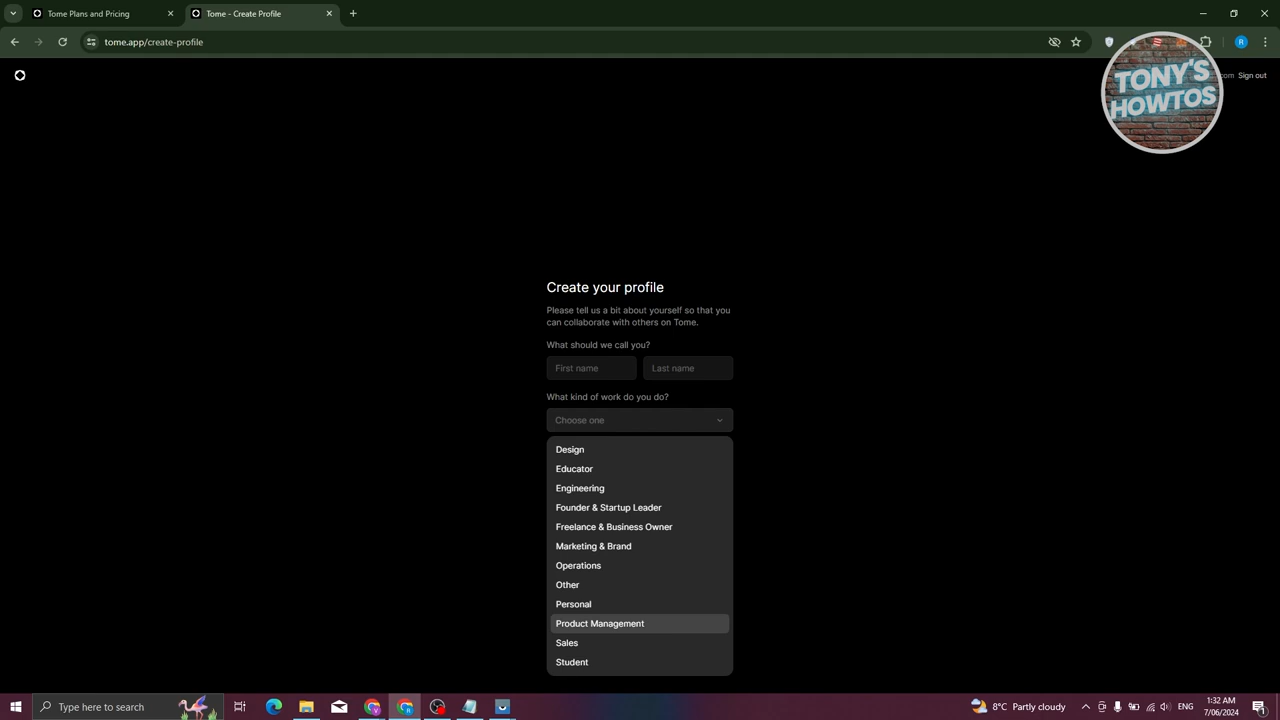 Tome Plans and Pricing
Tome - Create Profile
tome.app/create-profile
R
TONY'S
HOWTOS
com
Sign out
Create your profile
Please tell us a bit about yourself so that you
can collaborate with others on Tome.
What should we call you?
First name
Last name
What kind of work do you do?
Choose one
Design
Educator
Engineering
Founder & Startup Leader
Freelance & Business Owner
Marketing & Brand
Operations
Other
Personal
Product Management
Sales
Student
Type here to search
8°C Partly cloudy
ENG
1:32 AM
7/06/2024